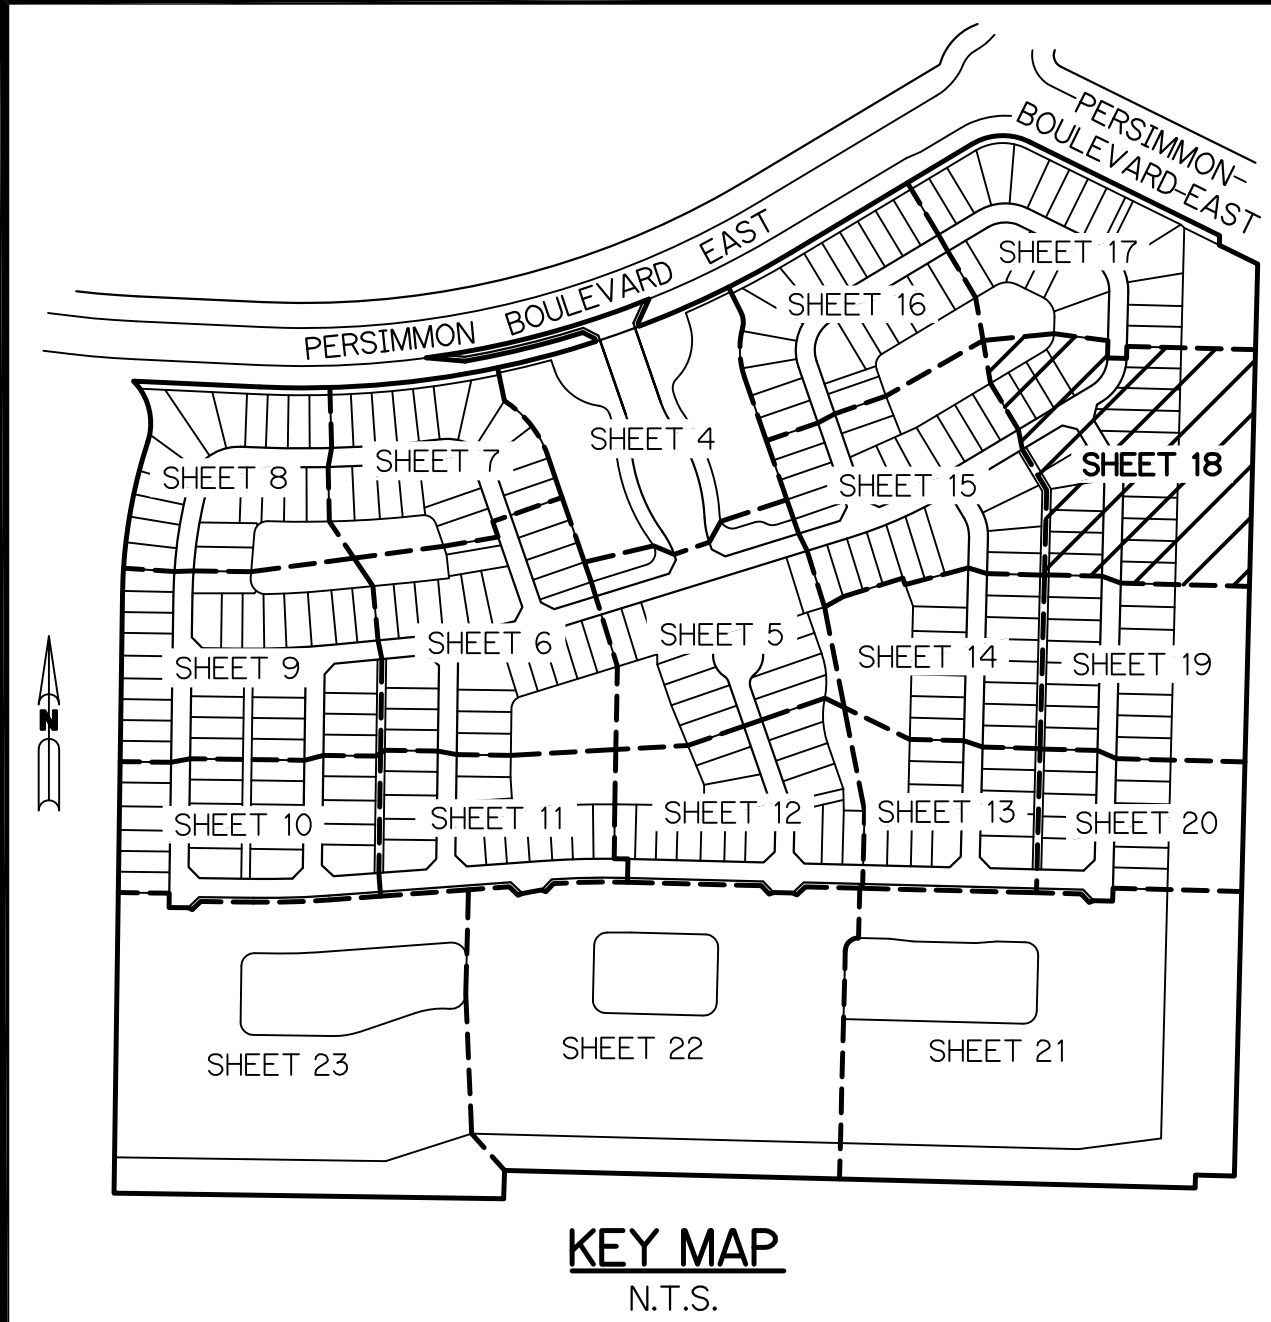 PERSIMMON-
BOULEVARD-EAST
PERSIMMON BOULEVARD EAST
SHEET 17
SHEET 16
SHEET 4
SHEET 7
SHEET 8
SHEET 18
SHEET 15
SHEET 5
SHEET 6
SHEET 14
SHEET 19
SHEET 9
N
SHEET 12
SHEET 13
SHEET 11
SHEET 10
SHEET 20
SHEET 22
SHEET 21
SHEET 23
KEY MAP
N.T.S.